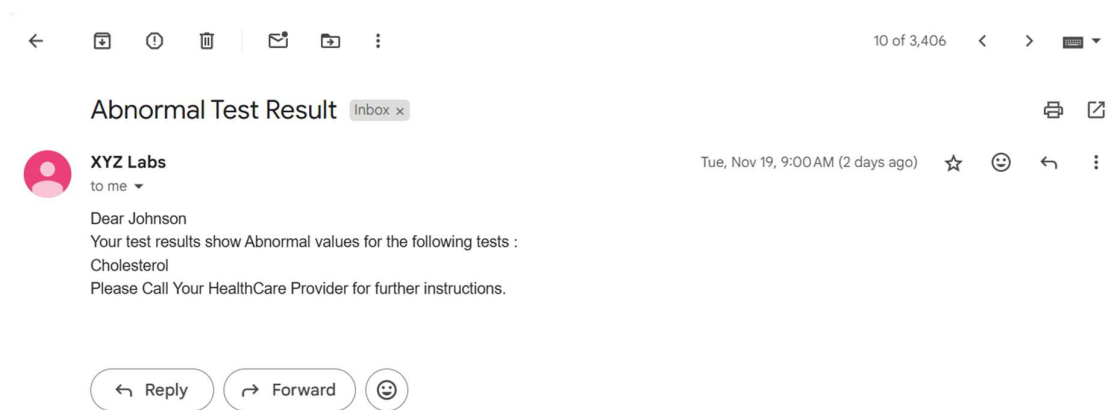 10 of 3,406
Abnormal Test Result Inbox ×
XYZ Labs Tue, Nov 19, 9:00 AM (2 days ago)
to me
Dear Johnson
Your test results show Abnormal values for the following tests :
Cholesterol
Please Call Your HealthCare Provider for further instructions.
Reply Forward